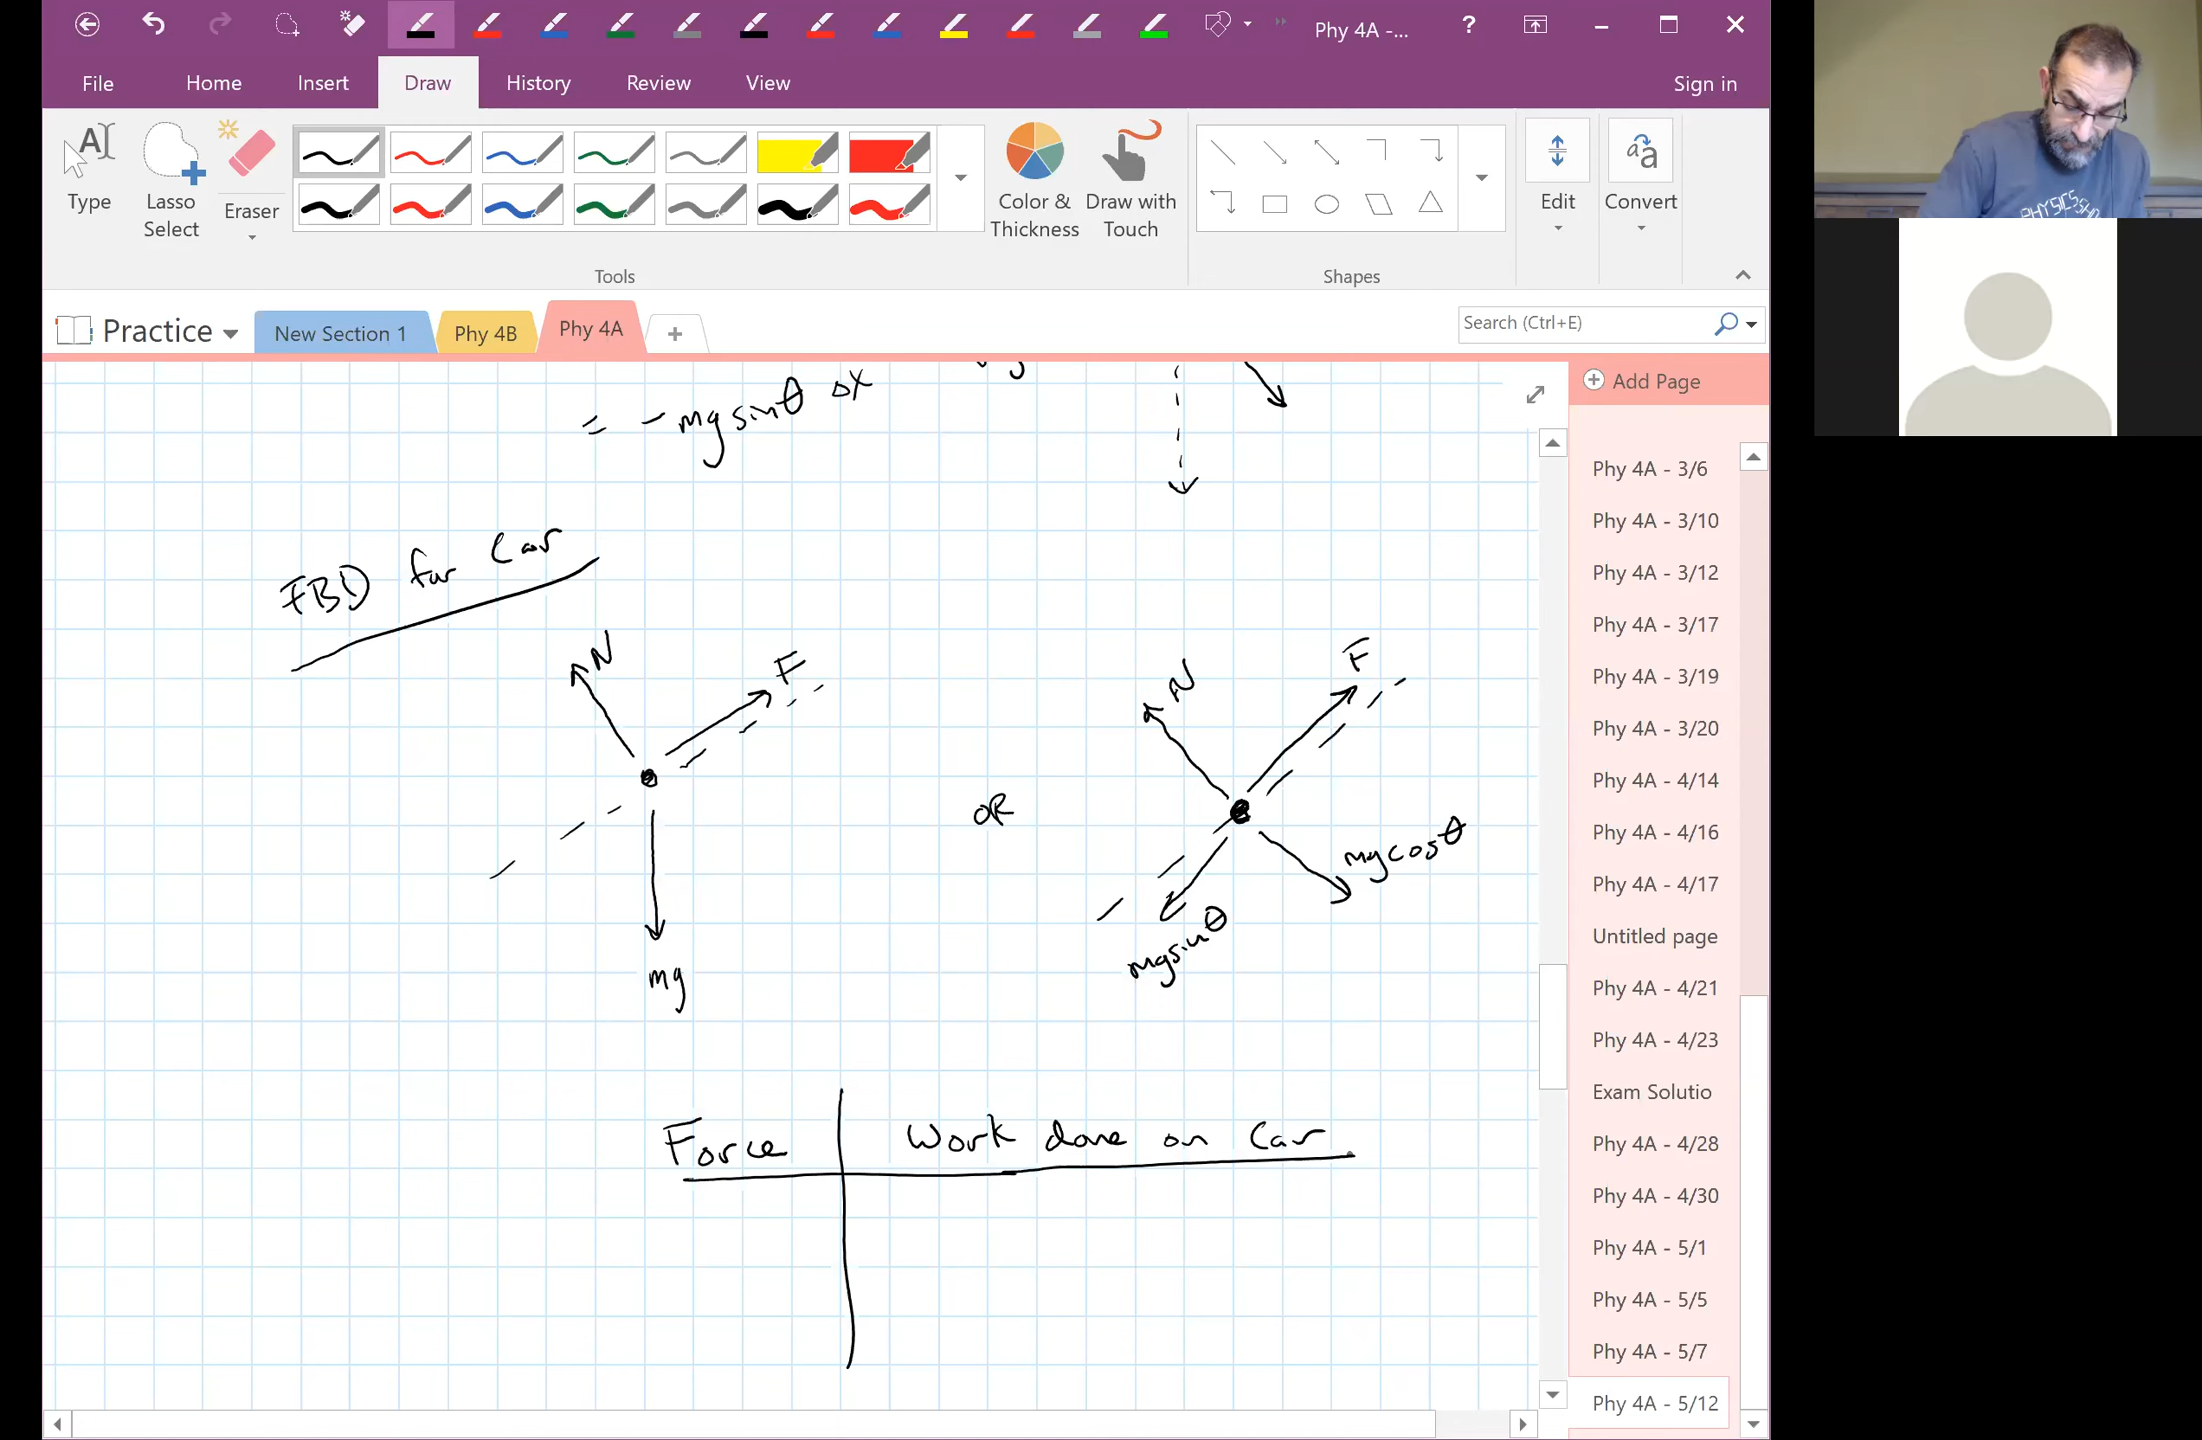 Phy 4A -...
?
File Home Insert Draw History Review View Sign in
Type
Lasso Select
Eraser
Color & Thickness
Draw with Touch
Edit
Convert
Tools
Shapes
Practice New Section 1 Phy 4B Phy 4A +
Search (Ctrl+E)
Add Page
Phy 4A - 3/6
Phy 4A - 3/10
Phy 4A - 3/12
Phy 4A - 3/17
Phy 4A - 3/19
Phy 4A - 3/20
Phy 4A - 4/14
Phy 4A - 4/16
Phy 4A - 4/17
Untitled page
Phy 4A - 4/21
Phy 4A - 4/23
Exam Solutio
Phy 4A - 4/28
Phy 4A - 4/30
Phy 4A - 5/1
Phy 4A - 5/5
Phy 4A - 5/7
Phy 4A - 5/12
= - mg sinθ Δx
FBD for Car
N
F
mg
OR
N
F
mg cosθ
mg sinθ
Force Work done on Car
PHYSICS